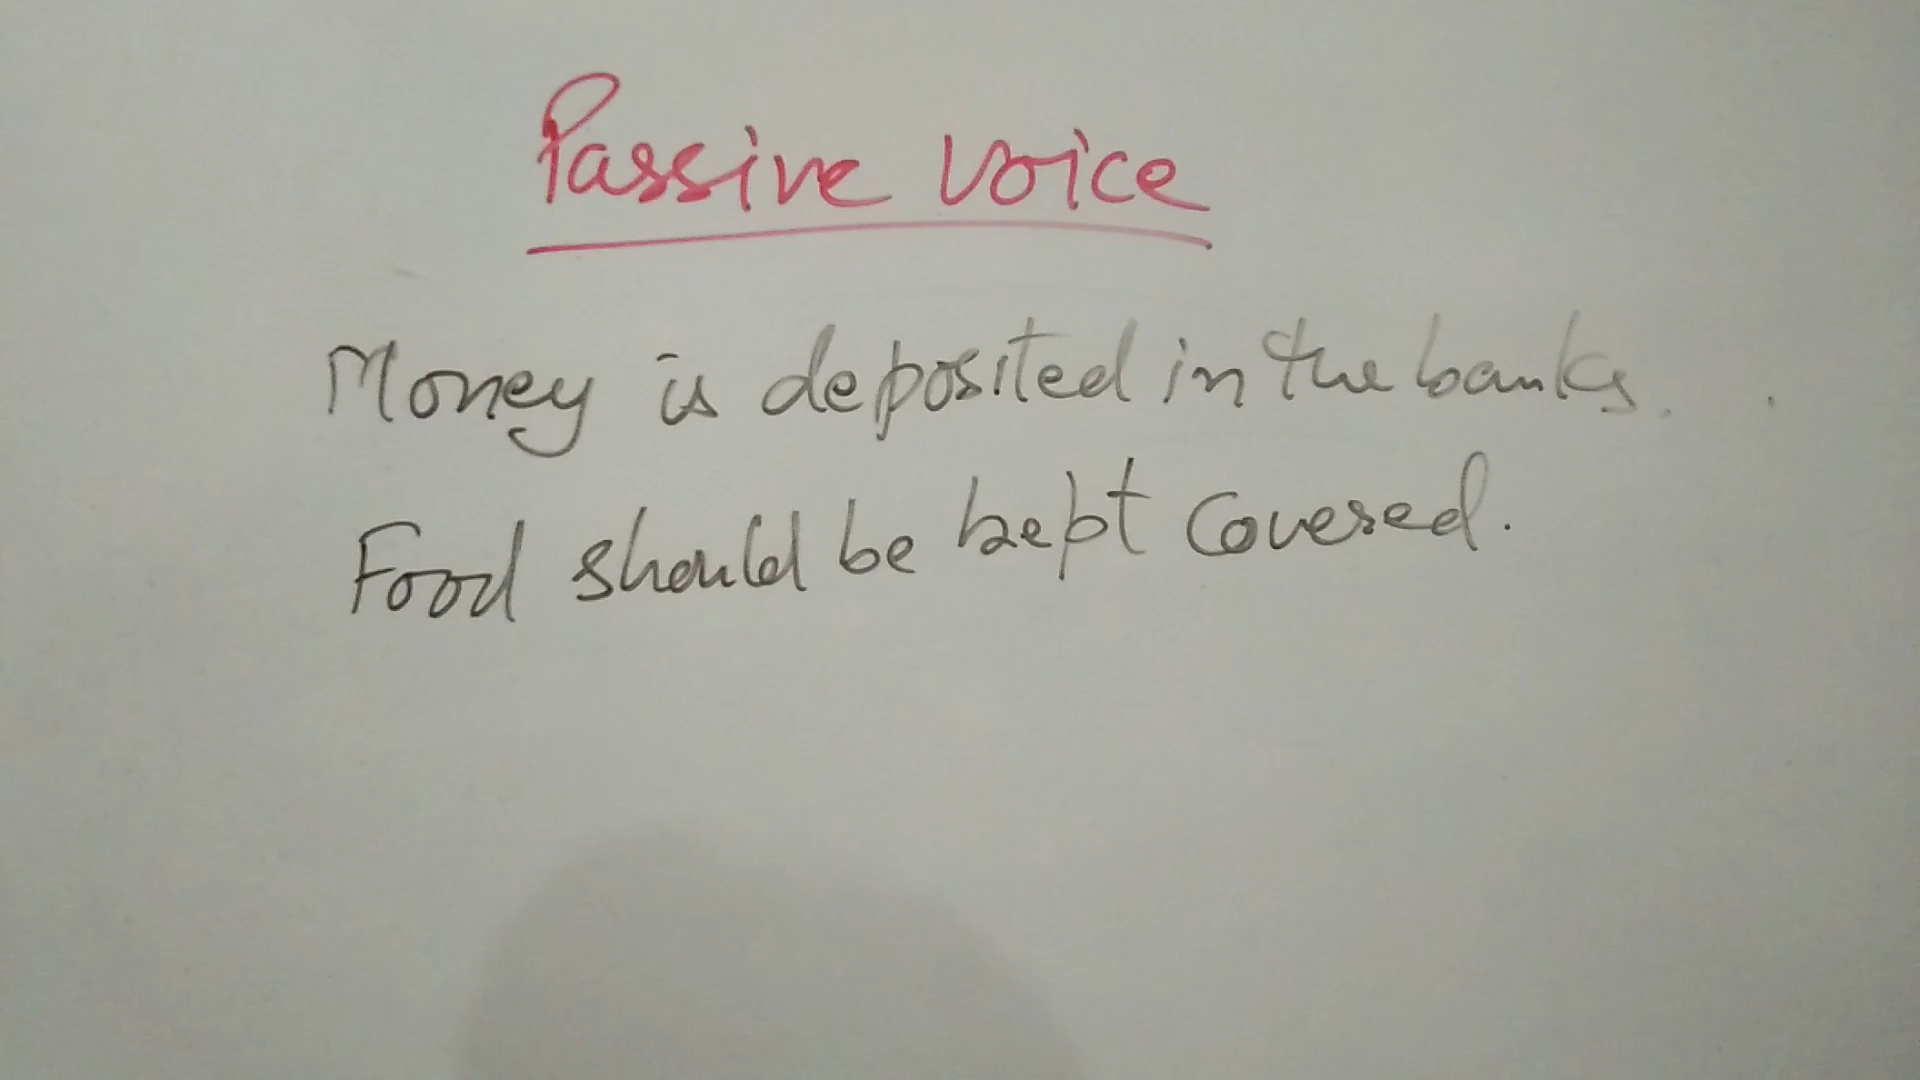 Passive voice
Money is deposited in the banks.
Food should be kept covered.